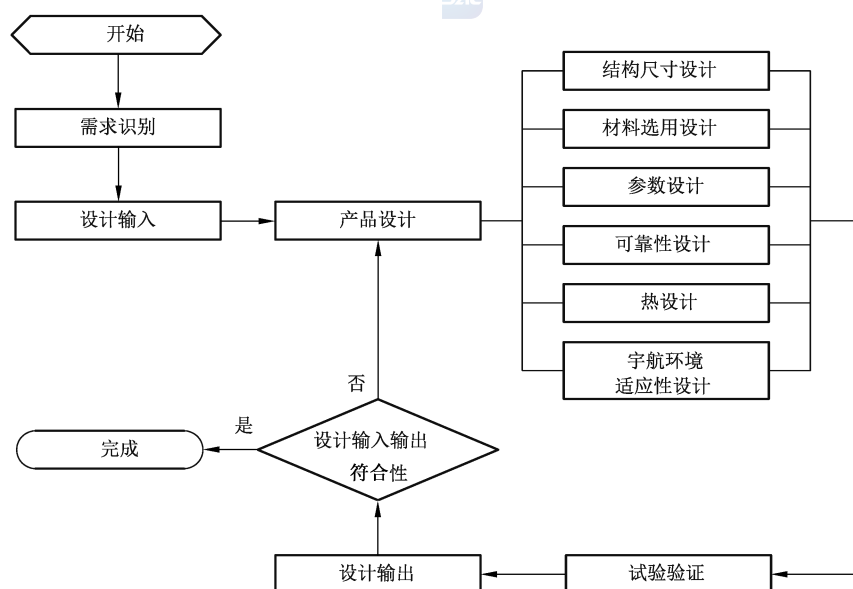 开始
需求识别
设计输入
产品设计
结构尺寸设计
材料选用设计
参数设计
可靠性设计
热设计
宇航环境
适应性设计
否
是
完成
设计输入输出
符合性
设计输出
试验验证